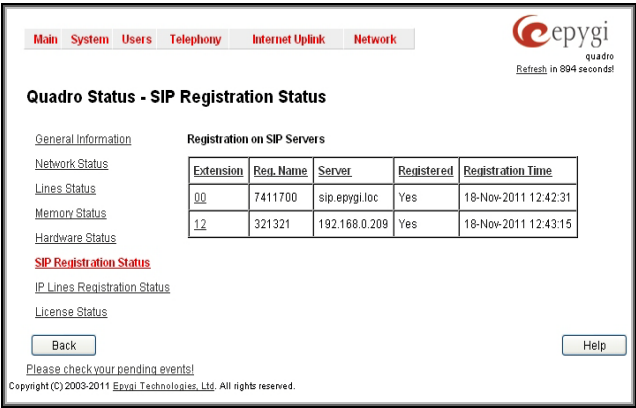 Main System Users Telephony Internet Uplink Network
epygi
quadro
Refresh in 894 seconds!
Quadro Status - SIP Registration Status
General Information
Network Status
Lines Status
Memory Status
Hardware Status
SIP Registration Status
IP Lines Registration Status
License Status
Registration on SIP Servers
Extension Reg. Name Server Registered Registration Time
00 7411700 sip.epygi.loc Yes 18-Nov-2011 12:42:31
12 321321 192.168.0.209 Yes 18-Nov-2011 12:43:15
Back
Help
Please check your pending events!
Copyright (C) 2003-2011 Epygi Technologies, Ltd. All rights reserved.